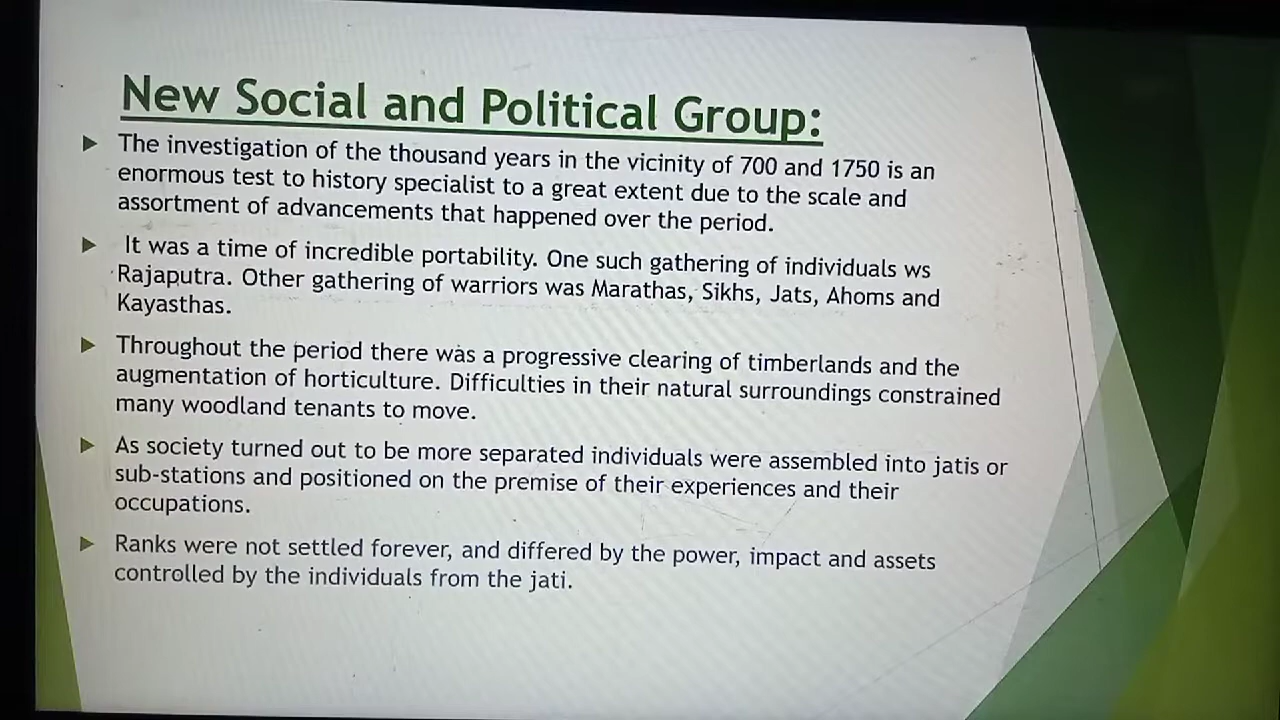 New Social and Political Group:
The investigation of the thousand years in the vicinity of 700 and 1750 is an
enormous test to history specialist to a great extent due to the scale and
assortment of advancements that happened over the period.
It was a time of incredible portability. One such gathering of individuals ws
Rajaputra. Other gathering of warriors was Marathas, Sikhs, Jats, Ahoms and
Kayasthas.
Throughout the period there was a progressive clearing of timberlands and the
augmentation of horticulture. Difficulties in their natural surroundings constrained
many woodland tenants to move.
As society turned out to be more separated individuals were assembled into jatis or
sub-stations and positioned on the premise of their experiences and their
occupations.
Ranks were not settled forever, and differed by the power, impact and assets
controlled by the individuals from the jati.